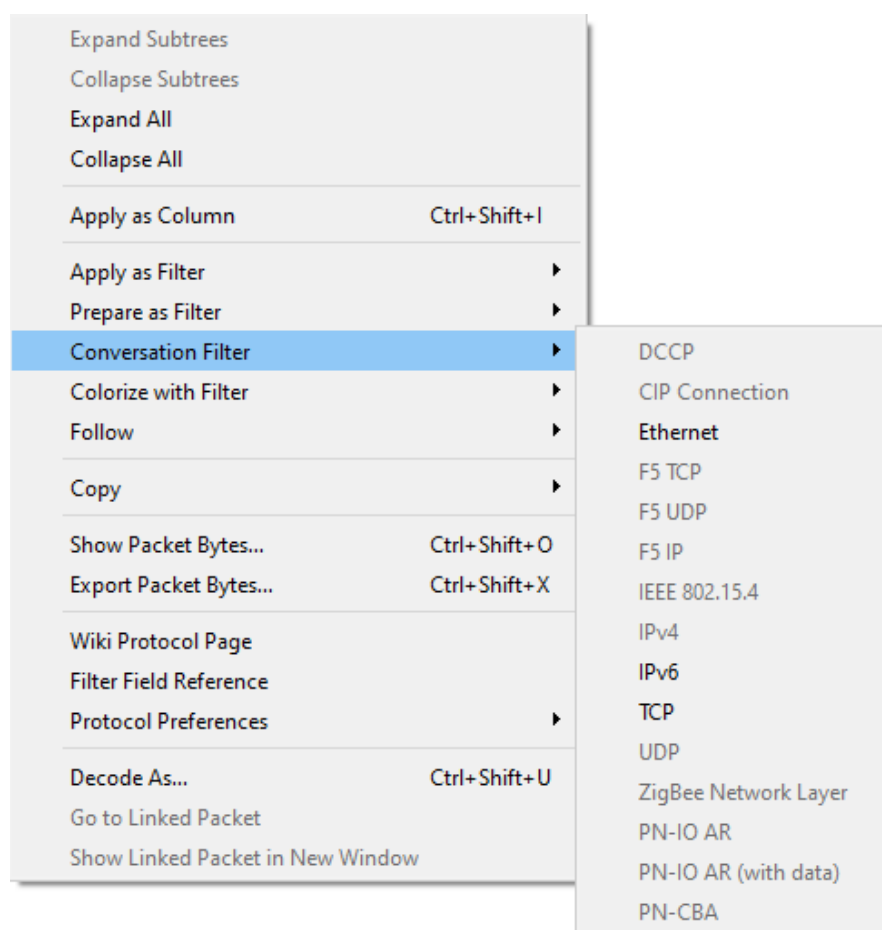 Expand Subtrees
Collapse Subtrees
Expand All
Collapse All
Apply as Column Ctrl+Shift+I
Apply as Filter
Prepare as Filter
Conversation Filter
Colorize with Filter
Follow
Copy
Show Packet Bytes... Ctrl+Shift+O
Export Packet Bytes... Ctrl+Shift+X
Wiki Protocol Page
Filter Field Reference
Protocol Preferences
Decode As... Ctrl+Shift+U
Go to Linked Packet
Show Linked Packet in New Window
DCCP
CIP Connection
Ethernet
F5 TCP
F5 UDP
F5 IP
IEEE 802.15.4
IPv4
IPv6
TCP
UDP
ZigBee Network Layer
PN-IO AR
PN-IO AR (with data)
PN-CBA